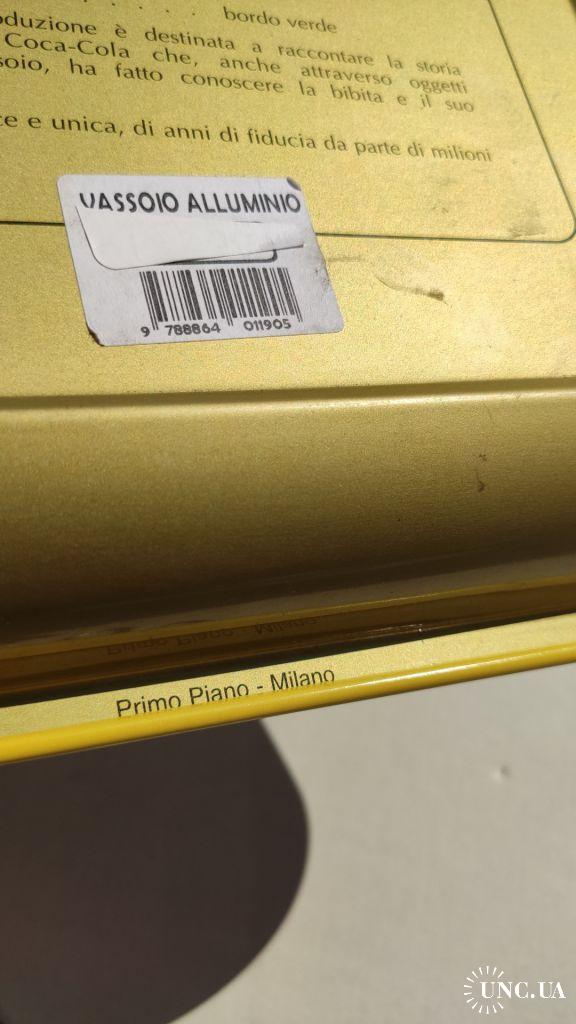 . . . . . bordo verde
oduzione è destinata a raccontare la storia
Coca-Cola che, anche attraverso oggetti
soio, ha fatto conoscere la bibita e il suo
ce e unica, di anni di fiducia da parte di milioni
VASSOIO ALLUMINIO
9 788864 011905
Primo Piano - Milano
UNC.UA